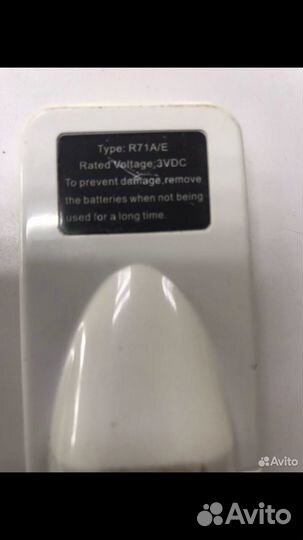 Type: R71A/E
Rated Voltage:3VDC
To prevent damage,remove
the batteries when not being
used for a long time.
Avito
Avito